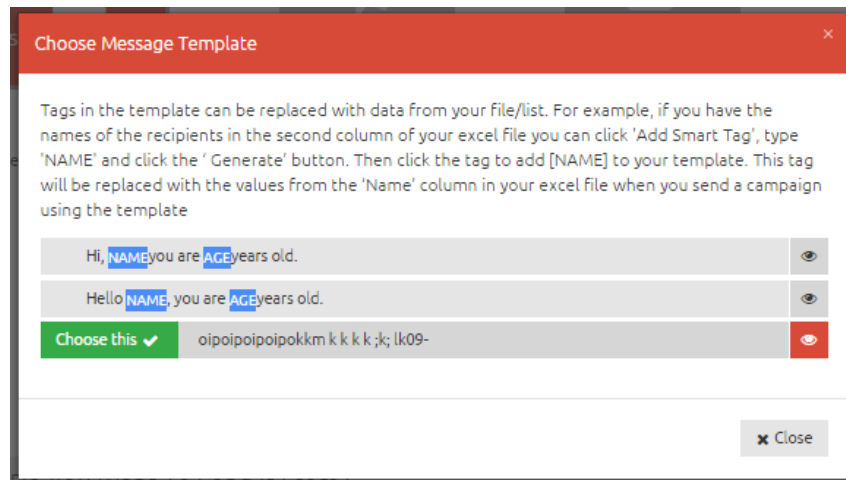 Choose Message Template
Tags in the template can be replaced with data from your file/list. For example, if you have the
names of the recipients in the second column of your excel file you can click 'Add Smart Tag', type
'NAME' and click the ‘ Generate’ button. Then click the tag to add [NAME] to your template. This tag
will be replaced with the values from the ‘Name’ column in your excel file when you send a campaign
using the template
Hi, NAMEyou are AGEyears old.
Hello NAME, you are AGEyears old.
Choose this ✔ oipoipoipoipokkm k k k k ;k; lk09-
✖ Close